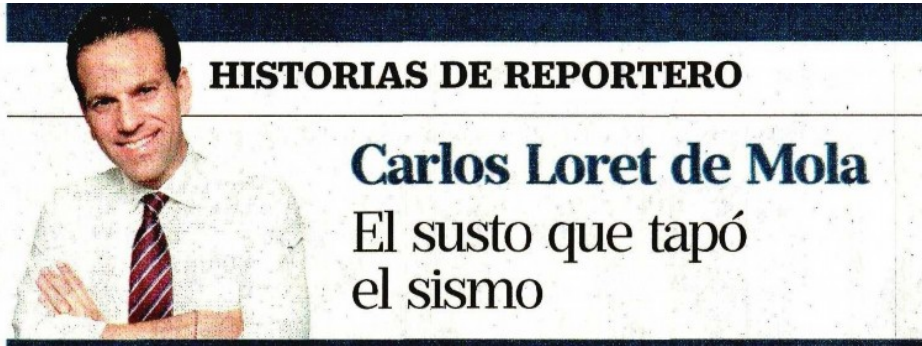 HISTORIAS DE REPORTERO
Carlos Loret de Mola
El susto que tapó
el sismo